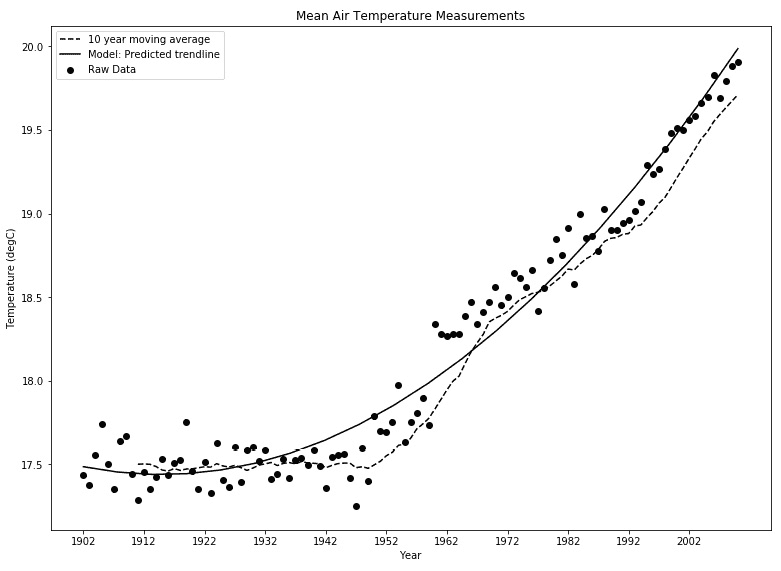 Mean Air Temperature Measurements
10 year moving average
Model: Predicted trendline
Raw Data
20.0
19.5
19.0
18.5
18.0
17.5
Temperature (degC)
1902 1912 1922 1932 1942 1952 1962 1972 1982 1992 2002
Year